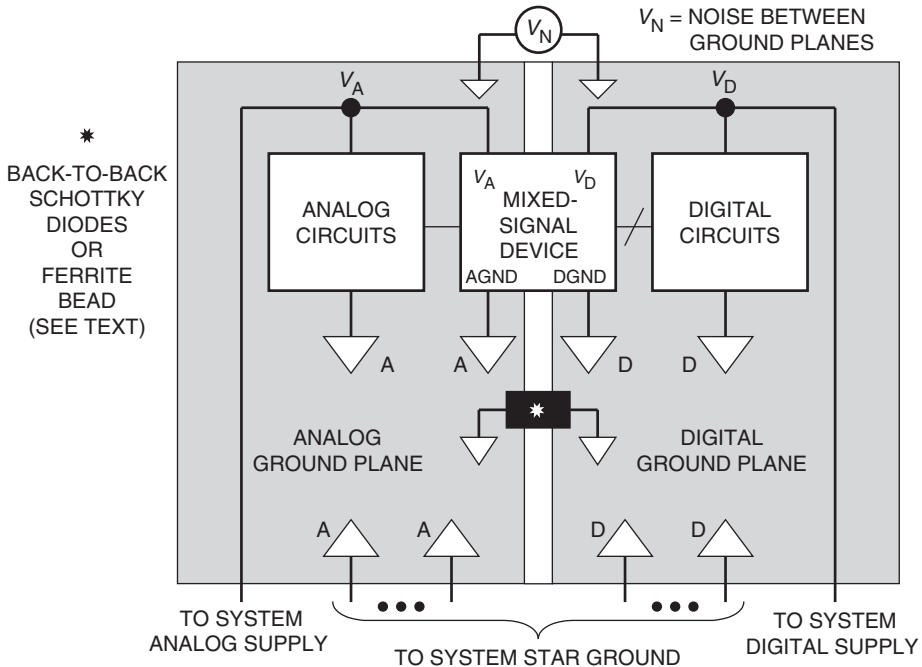 V_N
V_N = NOISE BETWEEN
GROUND PLANES
V_A
V_D
✷
BACK-TO-BACK
SCHOTTKY
DIODES
OR
FERRITE
BEAD
(SEE TEXT)
ANALOG
CIRCUITS
V_A V_D
MIXED-
SIGNAL
DEVICE
AGND DGND
DIGITAL
CIRCUITS
A A D D
✷
ANALOG
GROUND PLANE
DIGITAL
GROUND PLANE
A A D D
TO SYSTEM
ANALOG SUPPLY
TO SYSTEM STAR GROUND
TO SYSTEM
DIGITAL SUPPLY